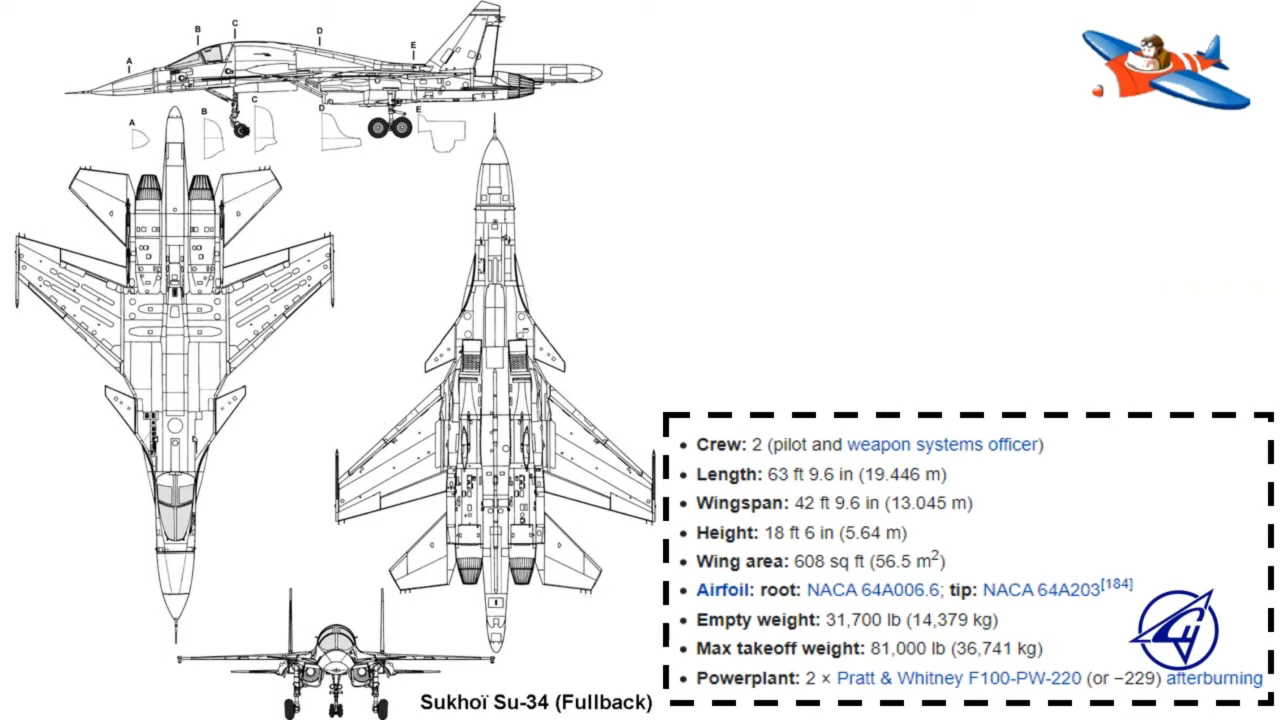 A
B
C
D
E
A
B
C
D
E
Crew: 2 (pilot and weapon systems officer)
Length: 63 ft 9.6 in (19.446 m)
Wingspan: 42 ft 9.6 in (13.045 m)
Height: 18 ft 6 in (5.64 m)
Wing area: 608 sq ft (56.5 m²)
Airfoil: root: NACA 64A006.6; tip: NACA 64A203[184]
Empty weight: 31,700 lb (14,379 kg)
Max takeoff weight: 81,000 lb (36,741 kg)
Powerplant: 2 × Pratt & Whitney F100-PW-220 (or −229) afterburning
Sukhoï Su-34 (Fullback)